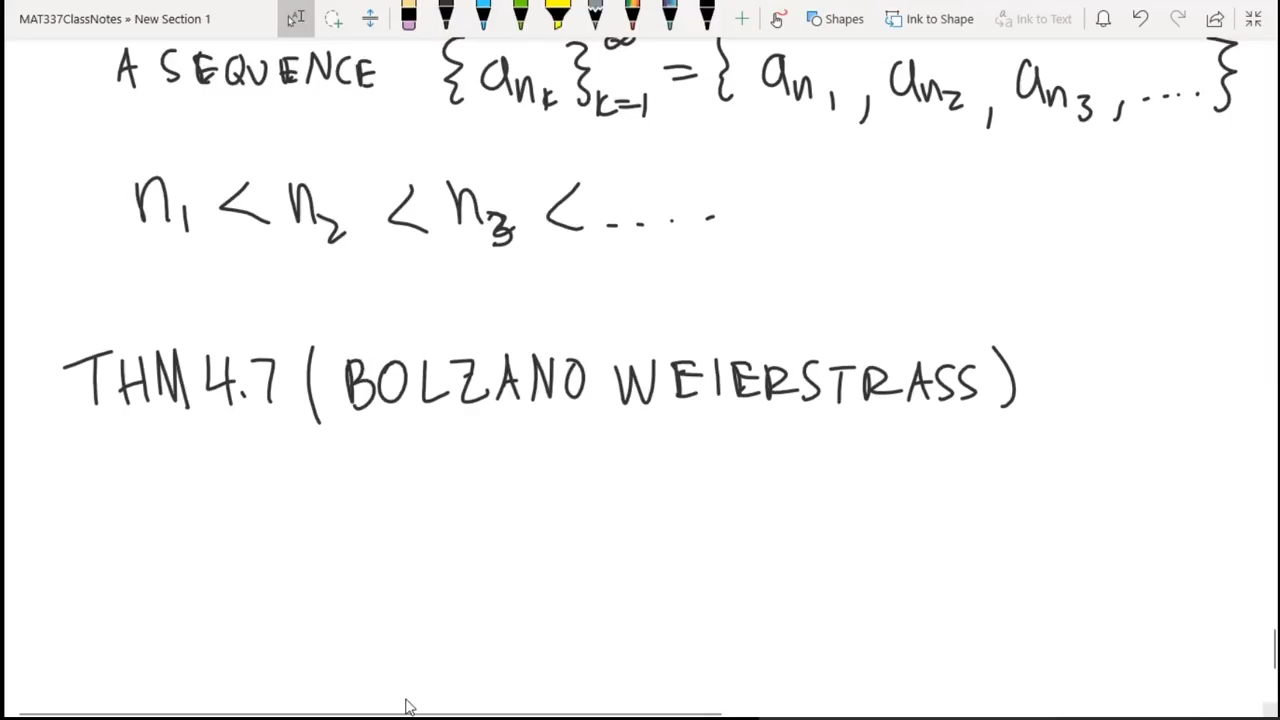 MAT337ClassNotes » New Section 1 Shapes Ink to Shape Ink to Text
A SEQUENCE {a_{n_k}}_{k=1}^∞ = {a_{n_1}, a_{n_2}, a_{n_3}, ....}
n_1 < n_2 < n_3 < ....
THM 4.7 (BOLZANO WEIERSTRASS)